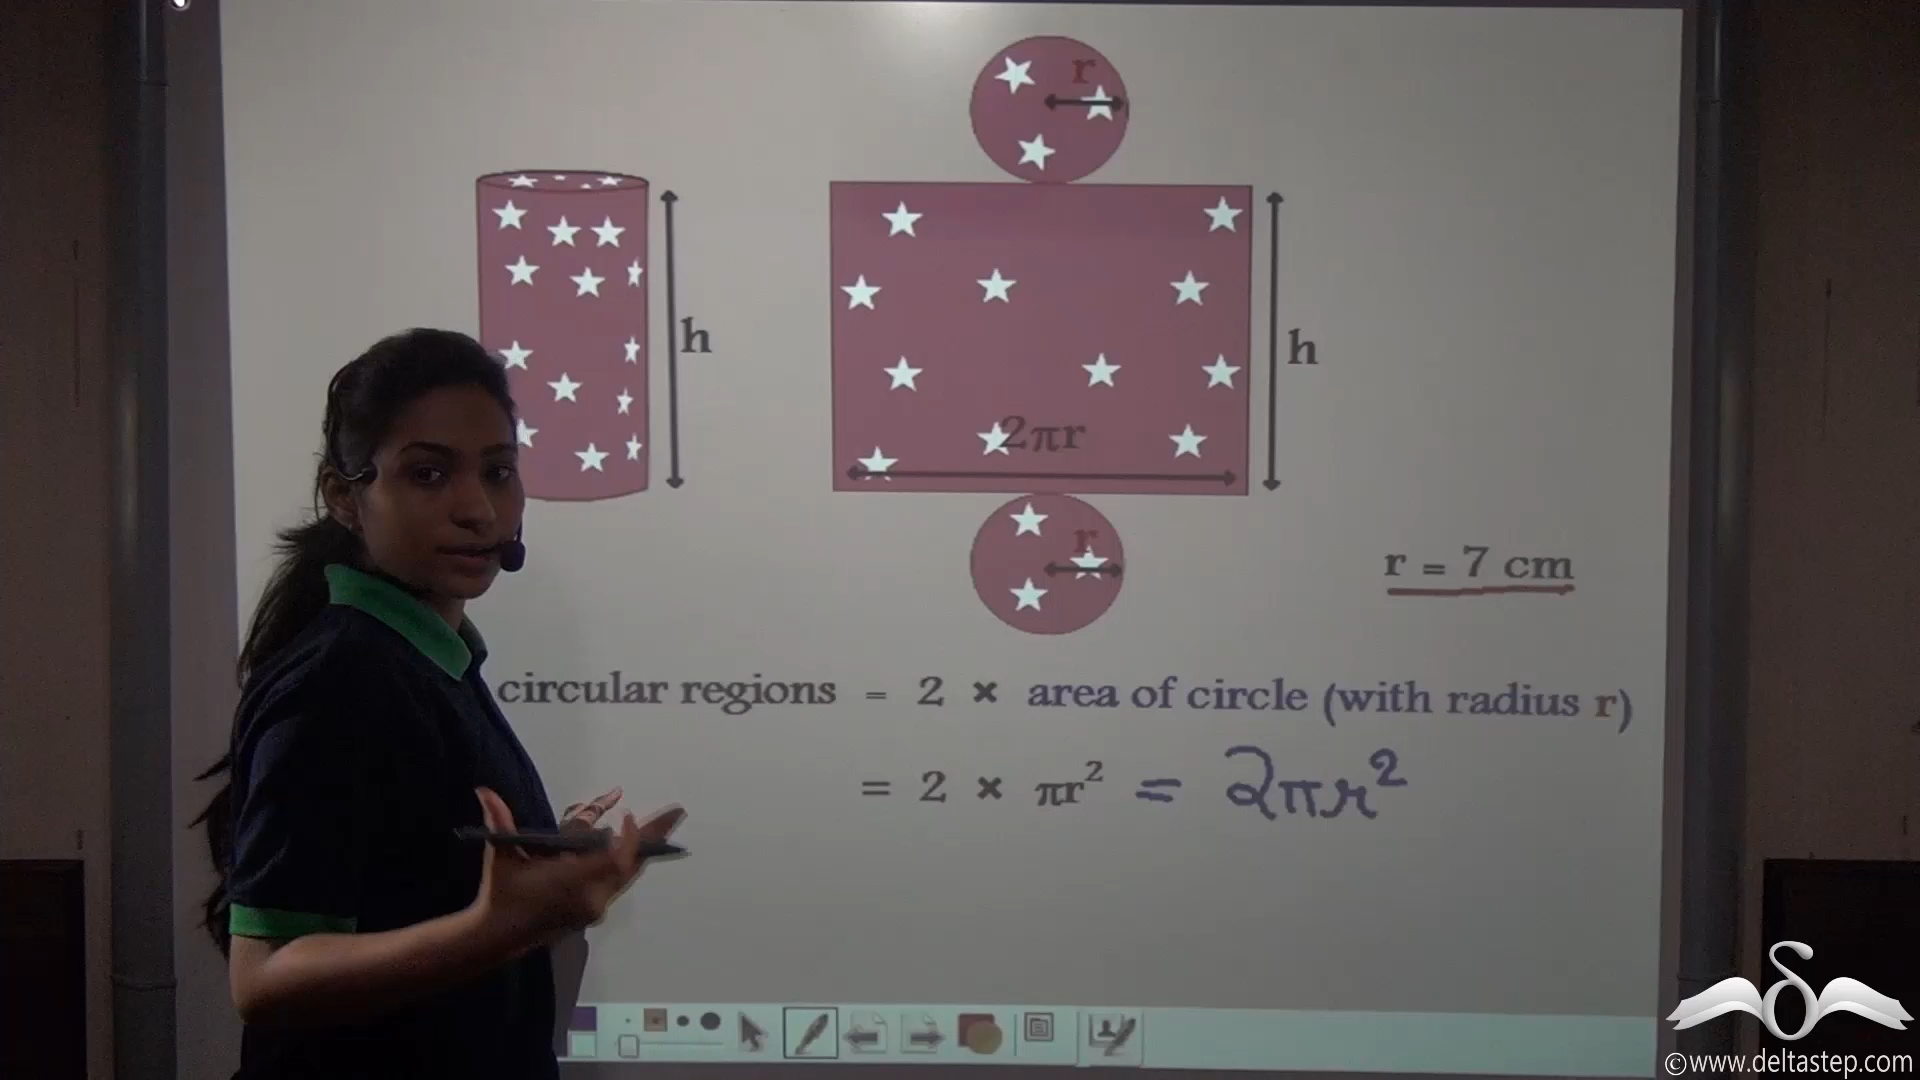 r
h
h
2πr
r
r = 7 cm
circular regions = 2 × area of circle (with radius r)
= 2 × πr² = 2πr²
©www.deltastep.com